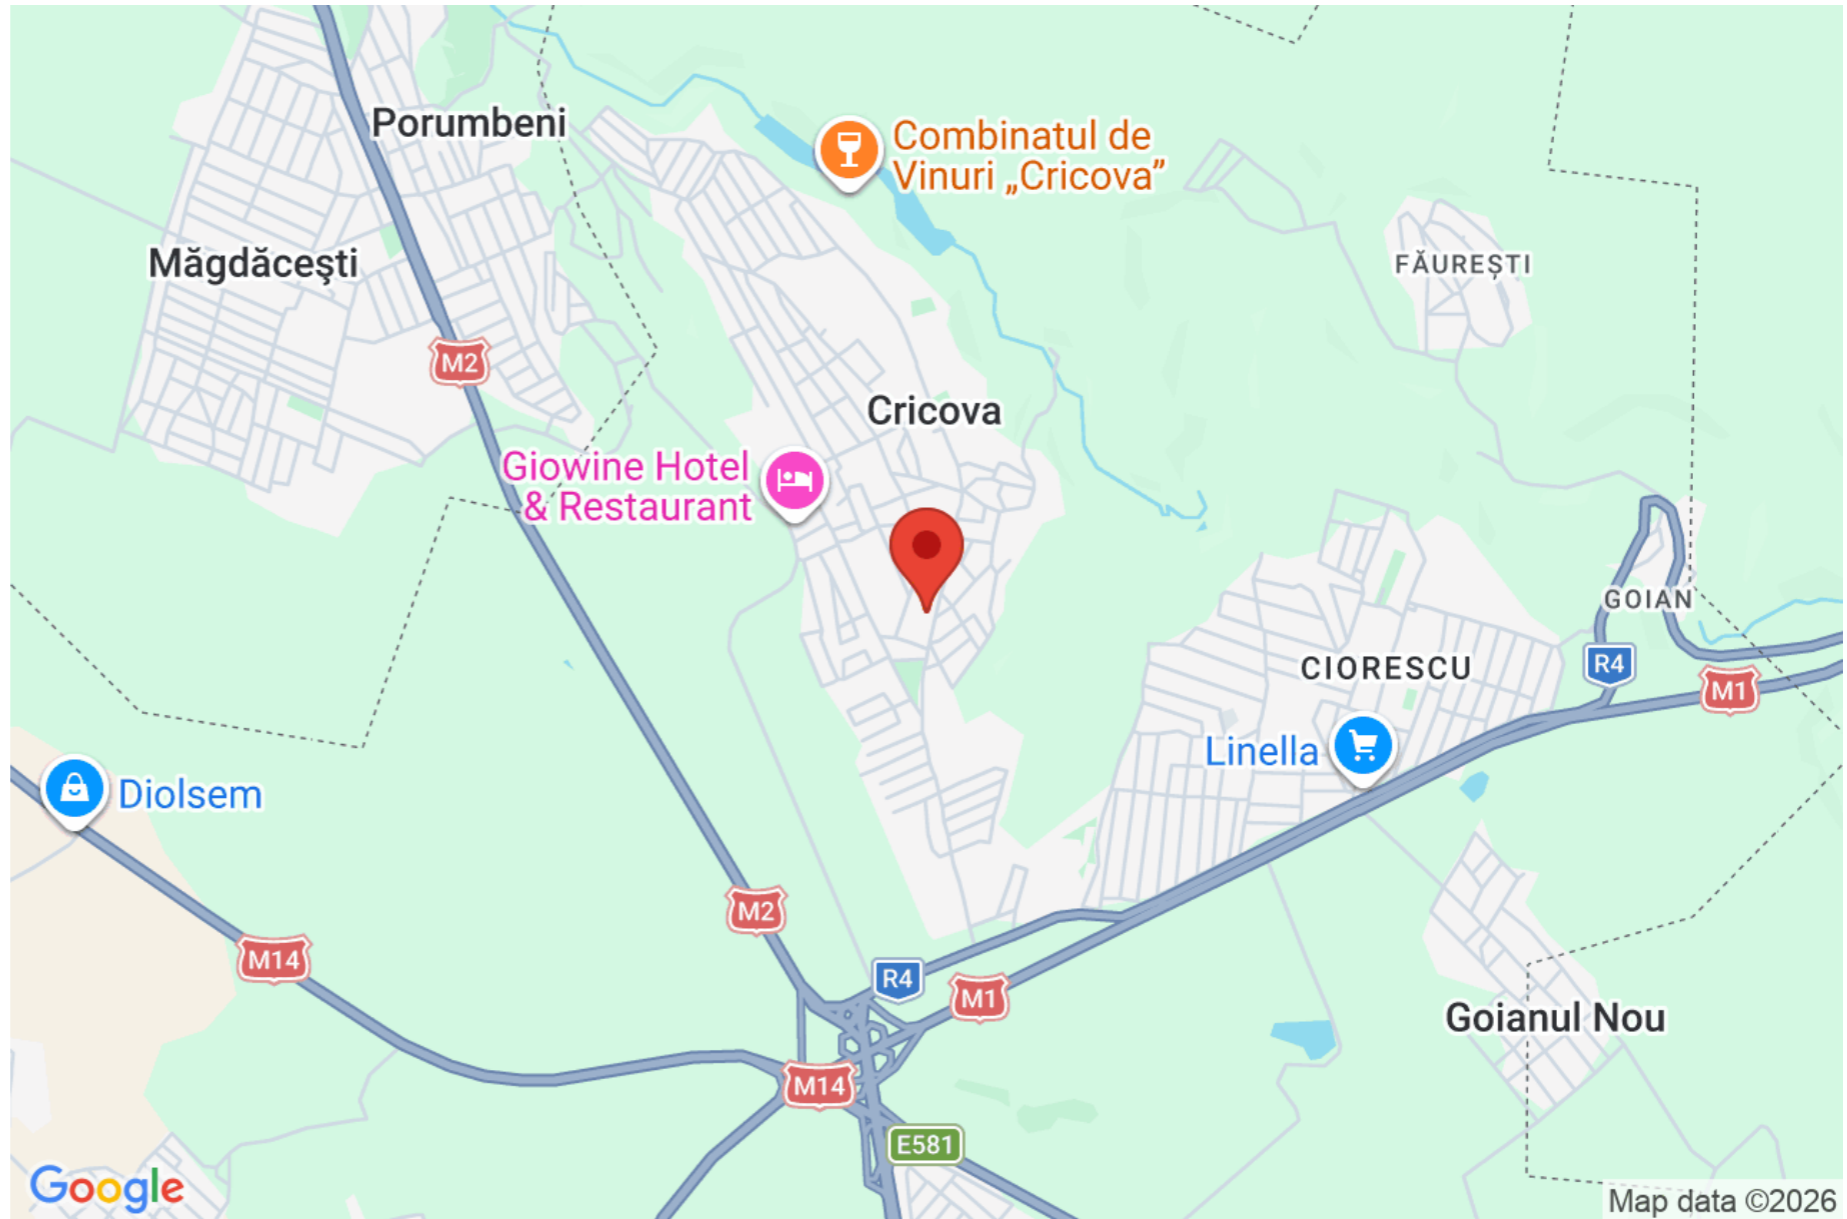 Porumbeni
Combinatul de
Vinuri „Cricova”
Măgdăceşti
FĂUREȘTI
M2
Cricova
Giowine Hotel
& Restaurant
GOIAN
CIORESCU
R4
M1
Linella
Diolsem
M2
M14
R4
M1
Goianul Nou
M14
E581
Google
Map data ©2026